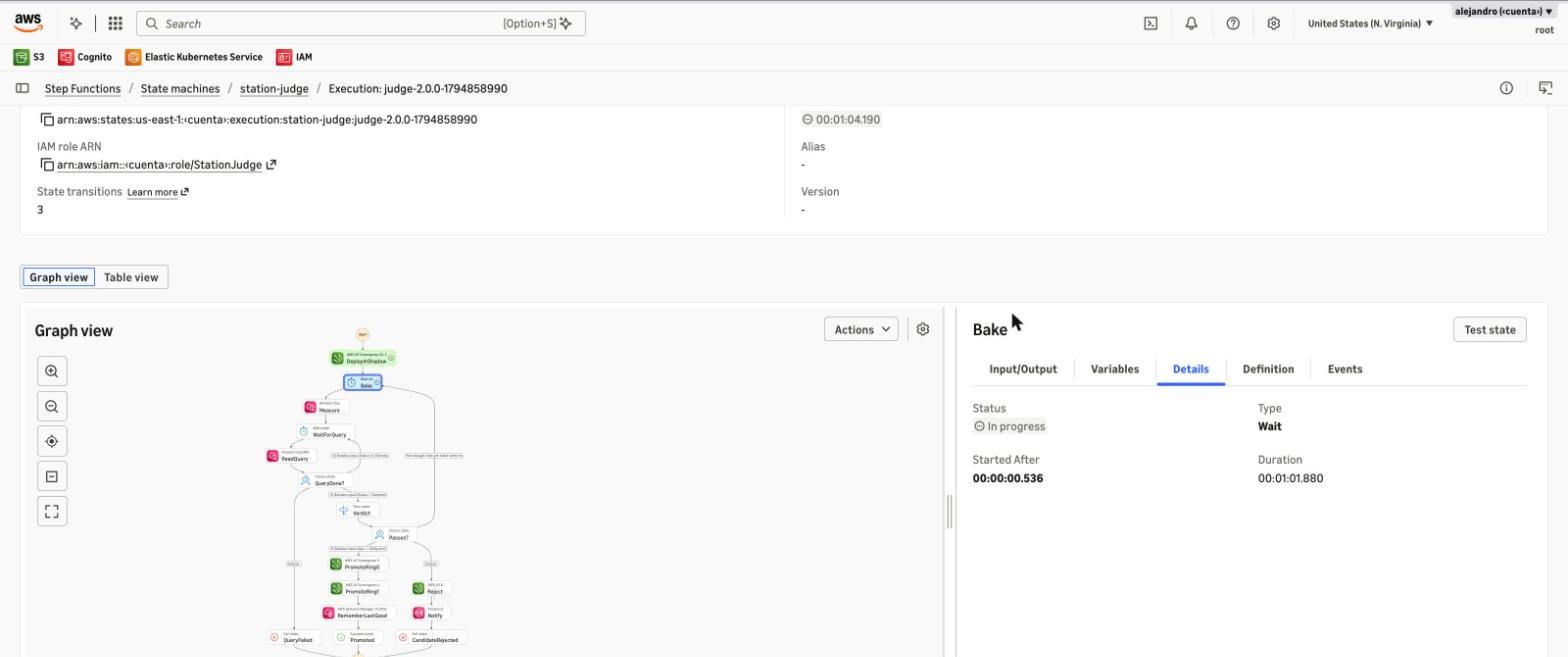 aws
Search
[Option+S]
United States (N. Virginia) ▼
alejandro (‹cuenta›) ▼
root
S3
Cognito
Elastic Kubernetes Service
IAM
Step Functions / State machines / station-judge / Execution: judge-2.0.0-1794858990
arn:aws:states:us-east-1:‹cuenta›:execution:station-judge:judge-2.0.0-1794858990
00:01:04.190
IAM role ARN
Alias
arn:aws:iam::‹cuenta›:role/StationJudge
-
State transitions Learn more
Version
3
-
Graph view
Table view
Graph view
Actions
Start
DeployInShadow
Bake
Measure
WaitForQuery
ReadQuery
QueryDone?
Verdict
Passes?
PromoteRing0
PromoteRing1
Reject
RememberLastGood
Notify
QueryFailed
Promoted
CandidateRejected
Bake
Test state
Input/Output
Variables
Details
Definition
Events
Status
Type
In progress
Wait
Started After
Duration
00:00:00.536
00:01:01.880